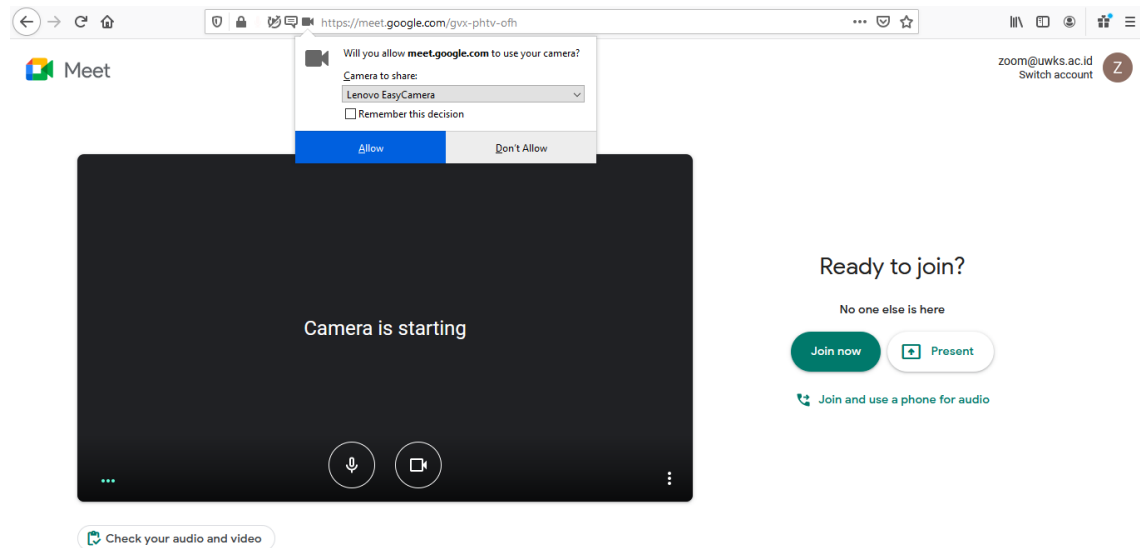 https://meet.google.com/gvx-phtv-ofh
Will you allow meet.google.com to use your camera?
Camera to share:
Lenovo EasyCamera
Remember this decision
Allow
Don't Allow
Meet
zoom@uwks.ac.id
Switch account
Z
Camera is starting
Ready to join?
No one else is here
Join now
Present
Join and use a phone for audio
Check your audio and video